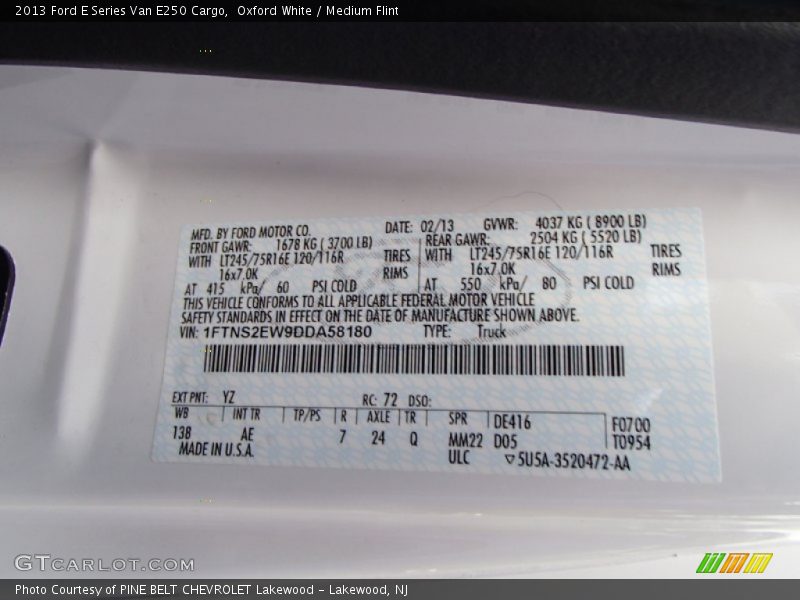 2013 Ford E Series Van E250 Cargo,  Oxford White / Medium Flint
MFD. BY FORD MOTOR CO. DATE: 02/13 GVWR: 4037 KG ( 8900 LB)
FRONT GAWR: 1678 KG ( 3700 LB) REAR GAWR: 2504 KG ( 5520 LB)
WITH LT245/75R16E 120/116R TIRES WITH LT245/75R16E 120/116R TIRES
16x7.0K RIMS 16x7.0K RIMS
AT 415 kPa/ 60 PSI COLD AT 550 kPa/ 80 PSI COLD
THIS VEHICLE CONFORMS TO ALL APPLICABLE FEDERAL MOTOR VEHICLE
SAFETY STANDARDS IN EFFECT ON THE DATE OF MANUFACTURE SHOWN ABOVE.
VIN: 1FTNS2EW9DDA58180 TYPE: Truck
EXT PNT: YZ RC: 72 DSO:
WB INT TR TP/PS R AXLE TR SPR DE416 F0700
138 AE 7 24 Q MM22 D05 T0954
MADE IN U.S.A. ULC ▽5U5A-3520472-AA
GTCARLOT.COM
Photo Courtesy of PINE BELT CHEVROLET Lakewood - Lakewood, NJ